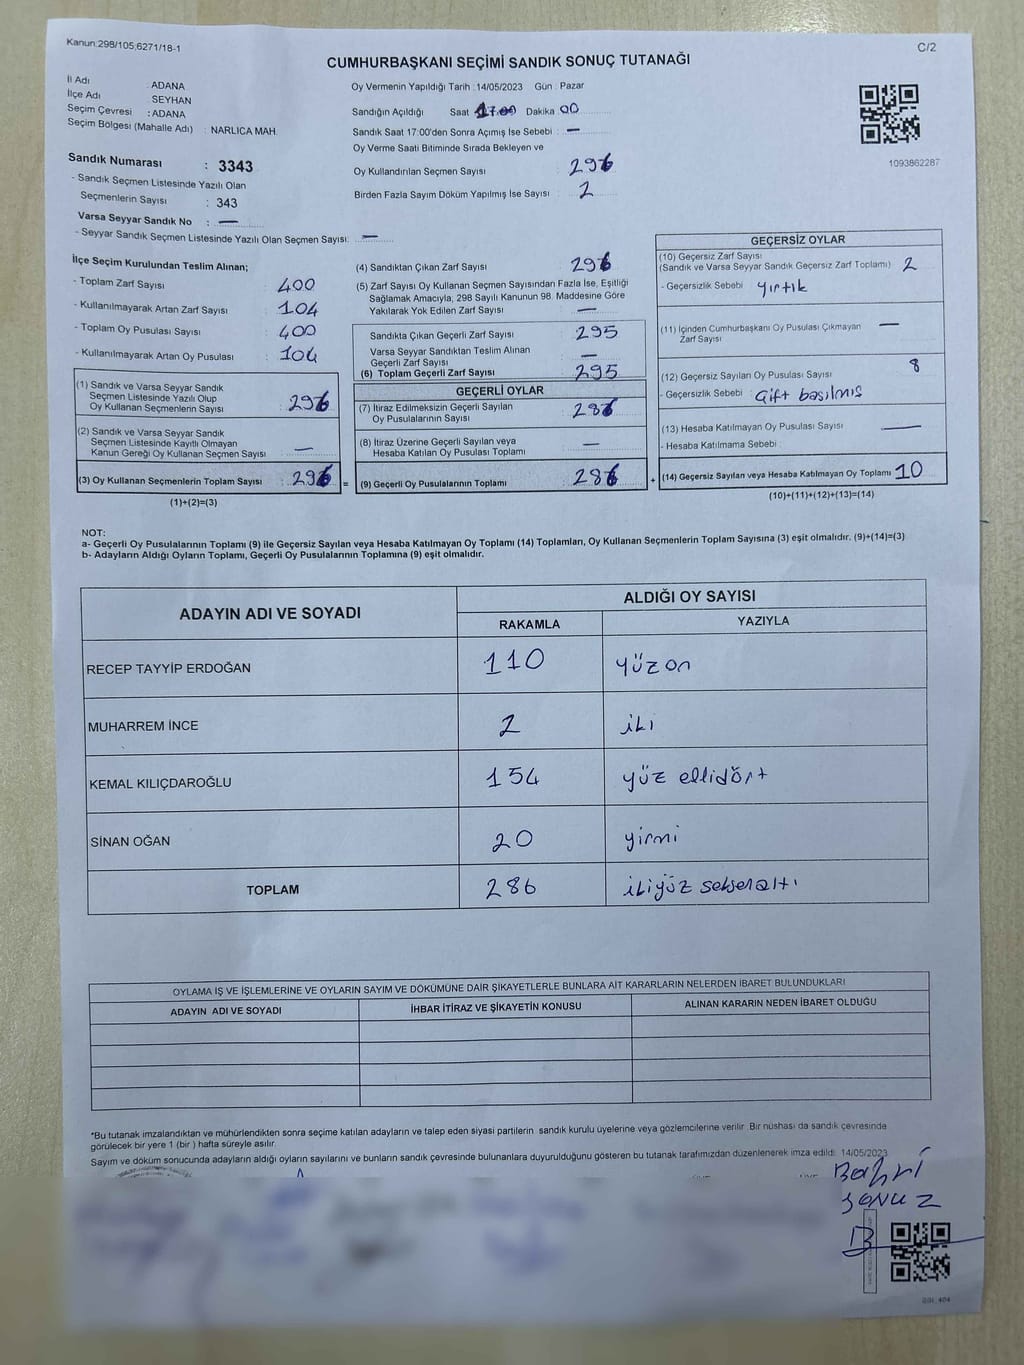 Kanun:298/105;6271/18-1
C/2
CUMHURBAŞKANI SEÇİMİ SANDIK SONUÇ TUTANAĞI
İl Adı : ADANA
İlçe Adı : SEYHAN
Seçim Çevresi : ADANA
Seçim Bölgesi (Mahalle Adı) : NARLICA MAH.
Sandık Numarası : 3343
- Sandık Seçmen Listesinde Yazılı Olan
Seçmenlerin Sayısı : 343
Varsa Seyyar Sandık No : —
- Seyyar Sandık Seçmen Listesinde Yazılı Olan Seçmen Sayısı: —
Oy Vermenin Yapıldığı Tarih : 14/05/2023 Gün : Pazar
Sandığın Açıldığı Saat 17.00 Dakika 00
Sandık Saat 17:00'den Sonra Açımış İse Sebebi : —
Oy Verme Saati Bitiminde Sırada Bekleyen ve
Oy Kullandırılan Seçmen Sayısı : 296
Birden Fazla Sayım Döküm Yapılmış İse Sayısı : 2
1093862287
İlçe Seçim Kurulundan Teslim Alınan;
- Toplam Zarf Sayısı : 400
- Kullanılmayarak Artan Zarf Sayısı : 104
- Toplam Oy Pusulası Sayısı : 400
- Kullanılmayarak Artan Oy Pusulası : 104
(1) Sandık ve Varsa Seyyar Sandık
Seçmen Listesinde Yazılı Olup
Oy Kullanan Seçmenlerin Sayısı : 296
(2) Sandık ve Varsa Seyyar Sandık
Seçmen Listesinde Kayıtlı Olmayan
Kanun Gereği Oy Kullanan Seçmen Sayısı : —
(3) Oy Kullanan Seçmenlerin Toplam Sayısı : 296 =
(1)+(2)=(3)
(4) Sandıktan Çıkan Zarf Sayısı : 296
(5) Zarf Sayısı Oy Kullanan Seçmen Sayısından Fazla İse, Eşitliği
Sağlamak Amacıyla, 298 Sayılı Kanunun 98. Maddesine Göre
Yakılarak Yok Edilen Zarf Sayısı : —
Sandıkta Çıkan Geçerli Zarf Sayısı : 295
Varsa Seyyar Sandıktan Teslim Alınan
Geçerli Zarf Sayısı : —
(6) Toplam Geçerli Zarf Sayısı : 295
GEÇERLİ OYLAR
(7) İtiraz Edilmeksizin Geçerli Sayılan
Oy Pusulasının Sayısı : 286
(8) İtiraz Üzerine Geçerli Sayılan veya
Hesaba Katılan Oy Pusulası Toplamı : —
(9) Geçerli Oy Pusulalarının Toplamı : 286 +
GEÇERSİZ OYLAR
(10) Geçersiz Zarf Sayısı
(Sandık ve Varsa Seyyar Sandık Geçersiz Zarf Toplamı) : 2
- Geçersizlik Sebebi : yırtık
(11) İçinden Cumhurbaşkanı Oy Pusulası Çıkmayan : —
Zarf Sayısı
(12) Geçersiz Sayılan Oy Pusulası Sayısı : 8
- Geçersizlik Sebebi : Çift basılmış
(13) Hesaba Katılmayan Oy Pusulası Sayısı : —
- Hesaba Katılmama Sebebi :
(14) Geçersiz Sayılan veya Hesaba Katılmayan Oy Toplamı : 10
(10)+(11)+(12)+(13)=(14)
NOT:
a- Geçerli Oy Pusulalarının Toplamı (9) ile Geçersiz Sayılan veya Hesaba Katılmayan Oy Toplamı (14) Toplamları, Oy Kullanan Seçmenlerin Toplam Sayısına (3) eşit olmalıdır. (9)+(14)=(3)
b- Adayların Aldığı Oyların Toplamı, Geçerli Oy Pusulalarının Toplamına (9) eşit olmalıdır.
ADAYIN ADI VE SOYADI ALDIĞI OY SAYISI
RAKAMLA YAZIYLA
RECEP TAYYİP ERDOĞAN 110 yüz on
MUHARREM İNCE 2 iki
KEMAL KILIÇDAROĞLU 154 yüz ellidört
SİNAN OĞAN 20 yirmi
TOPLAM 286 ikiyüz seksenaltı
OYLAMA İŞ VE İŞLEMLERİNE VE OYLARIN SAYIM VE DÖKÜMÜNE DAİR ŞİKAYETLERLE BUNLARA AİT KARARLARIN NELERDEN İBARET BULUNDUKLARI
ADAYIN ADI VE SOYADI İHBAR İTİRAZ VE ŞİKAYETİN KONUSU ALINAN KARARIN NEDEN İBARET OLDUĞU
*Bu tutanak imzalandıktan ve mühürlendikten sonra seçime katılan adayların ve talep eden siyasi partilerin sandık kurulu üyelerine veya gözlemcilerine verilir. Bir nüshası da sandık çevresinde
görülecek bir yere 1 (bir ) hafta süreyle asılır.
Sayım ve döküm sonucunda adayların aldığı oyların sayılarını ve bunların sandık çevresinde bulunanlara duyurulduğunu gösteren bu tutanak tarafımızdan düzenlenerek imza edildi. 14/05/2023
Bahri
SONUZ